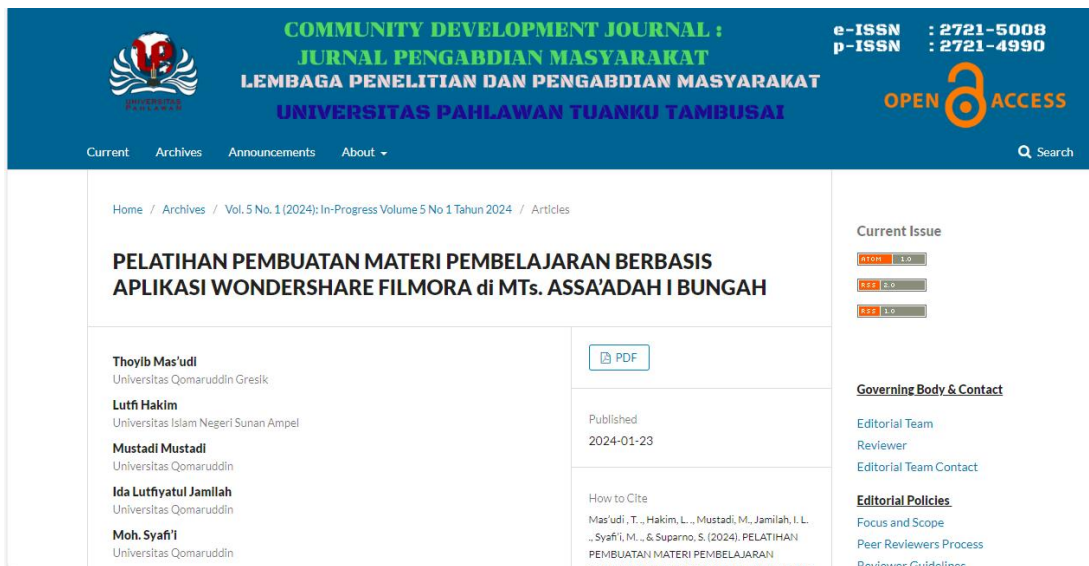 COMMUNITY DEVELOPMENT JOURNAL :
JURNAL PENGABDIAN MASYARAKAT
LEMBAGA PENELITIAN DAN PENGABDIAN MASYARAKAT
UNIVERSITAS PAHLAWAN TUANKU TAMBUSAI
UNIVERSITAS
PAHLAWAN
e-ISSN : 2721-5008
p-ISSN : 2721-4990
OPEN ACCESS
Current Archives Announcements About
Search
Home / Archives / Vol. 5 No. 1 (2024): In-Progress Volume 5 No 1 Tahun 2024 / Articles
PELATIHAN PEMBUATAN MATERI PEMBELAJARAN BERBASIS
APLIKASI WONDERSHARE FILMORA di MTs. ASSA'ADAH I BUNGAH
Thoyib Mas'udi
Universitas Qomaruddin Gresik
Lutfi Hakim
Universitas Islam Negeri Sunan Ampel
Mustadi Mustadi
Universitas Qomaruddin
Ida Lutfiyatul Jamilah
Universitas Qomaruddin
Moh. Syafi'i
Universitas Qomaruddin
PDF
Published
2024-01-23
How to Cite
Mas'udi , T. ., Hakim, L. ., Mustadi, M., Jamilah, I. L.
., Syafi'i, M. ., & Suparno, S. (2024). PELATIHAN
PEMBUATAN MATERI PEMBELAJARAN
Current Issue
ATOM 1.0
RSS 2.0
RSS 1.0
Governing Body & Contact
Editorial Team
Reviewer
Editorial Team Contact
Editorial Policies
Focus and Scope
Peer Reviewers Process
Reviewer Guidelines